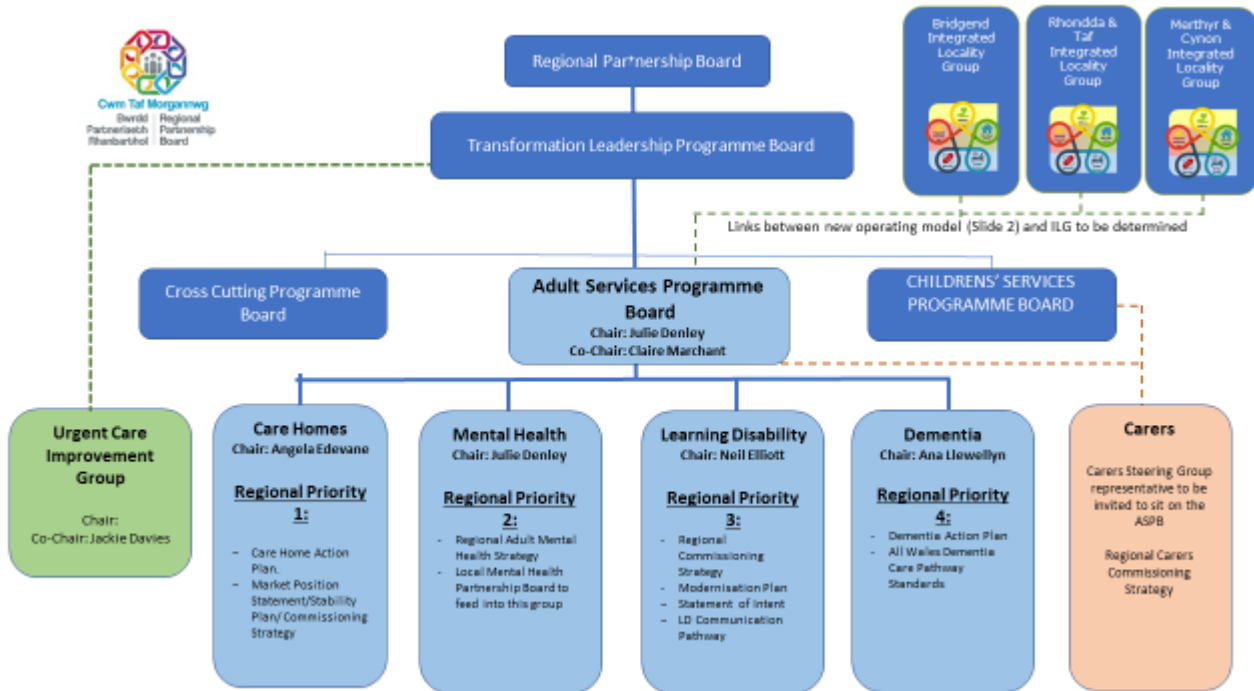 Cwm Taf Morgannwg
Bwrdd | Regional
Partneriaeth | Partnership
Rhanbarthol | Board
Regional Par*nership Board
Transformation Leadership Programme Board
Bridgend
Integrated
Locality
Group
Rhondda &
Taf
Integrated
Locality
Group
Merthyr &
Cynon
Integrated
Locality
Group
Links between new operating model (Slide 2) and ILG to be determined
Cross Cutting Programme
Board
Adult Services Programme
Board
Chair: Julie Denley
Co-Chair: Claire Marchant
CHILDRENS' SERVICES
PROGRAMME BOARD
Urgent Care
Improvement
Group
Chair:
Co-Chair: Jackie Davies
Care Homes
Chair: Angela Edevane
Regional Priority
1:
– Care Home Action
Plan.
– Market Position
Statement/Stability
Plan/ Commissioning
Strategy
Mental Health
Chair: Julie Denley
Regional Priority
2:
- Regional Adult Mental
Health Strategy
- Local Mental Health
Partnership Board to
feed into this group
Learning Disability
Chair: Neil Elliott
Regional Priority
3:
- Regional
Commissioning
Strategy
- Modernisation Plan
– Statement of Intent
– LD Communication
Pathway
Dementia
Chair: Ana Llewellyn
Regional Priority
4:
- Dementia Action Plan
- All Wales Dementia
Care Pathway
Standards
Carers
Carers Steering Group
representative to be
invited to sit on the
ASPB
Regional Carers
Commissioning
Strategy